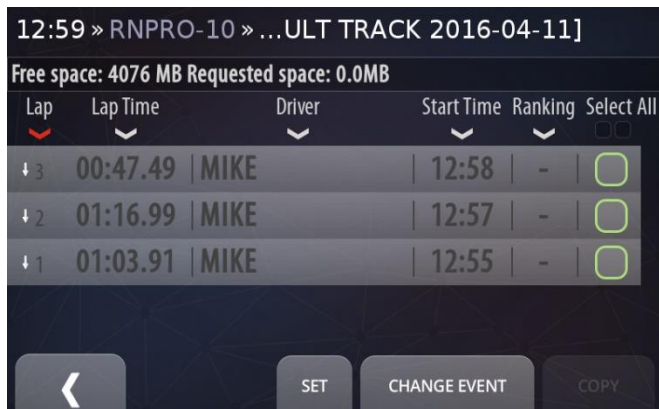 12:59 » RNPRO-10 » ...ULT TRACK 2016-04-11]
Free space: 4076 MB Requested space: 0.0MB
Lap Lap Time Driver Start Time Ranking Select All
3 00:47.49 | MIKE | 12:58 | - |
2 01:16.99 | MIKE | 12:57 | - |
1 01:03.91 | MIKE | 12:55 | - |
SET CHANGE EVENT COPY